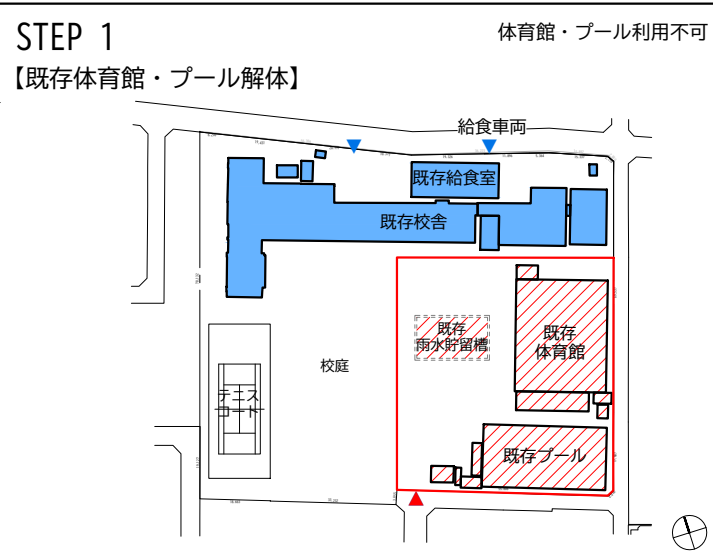 STEP 1
体育館・プール利用不可
【既存体育館・プール解体】
給食車両
既存給食室
既存校舎
既存
雨水貯留槽
既存
体育館
校庭
テニス
コート
既存プール